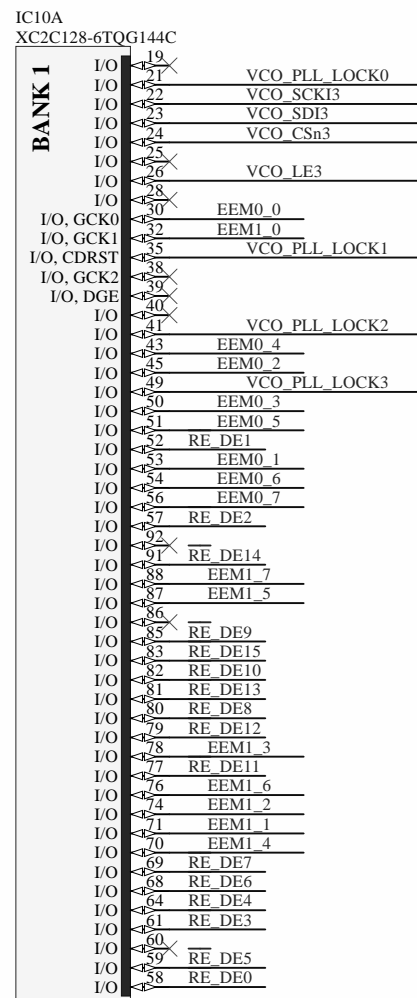 IC10A
XC2C128-6TQG144C
BANK 1
I/O 19
I/O 21 VCO_PLL_LOCK0
I/O 22 VCO_SCKI3
I/O 23 VCO_SDI3
I/O 24 VCO_CSn3
I/O 25
I/O 26 VCO_LE3
I/O 28
I/O, GCK0 30 EEM0_0
I/O, GCK1 32 EEM1_0
I/O, CDRST 35 VCO_PLL_LOCK1
I/O, GCK2 38
I/O, DGE 39
I/O 40
I/O 41 VCO_PLL_LOCK2
I/O 43 EEM0_4
I/O 45 EEM0_2
I/O 49 VCO_PLL_LOCK3
I/O 50 EEM0_3
I/O 51 EEM0_5
I/O 52 RE_DE1
I/O 53 EEM0_1
I/O 54 EEM0_6
I/O 56 EEM0_7
I/O 57 RE_DE2
I/O 92
I/O 91 RE_DE14
I/O 88 EEM1_7
I/O 87 EEM1_5
I/O 86
I/O 85 RE_DE9
I/O 83 RE_DE15
I/O 82 RE_DE10
I/O 81 RE_DE13
I/O 80 RE_DE8
I/O 79 RE_DE12
I/O 78 EEM1_3
I/O 77 RE_DE11
I/O 76 EEM1_6
I/O 74 EEM1_2
I/O 71 EEM1_1
I/O 70 EEM1_4
I/O 69 RE_DE7
I/O 68 RE_DE6
I/O 64 RE_DE4
I/O 61 RE_DE3
I/O 60
I/O 59 RE_DE5
I/O 58 RE_DE0